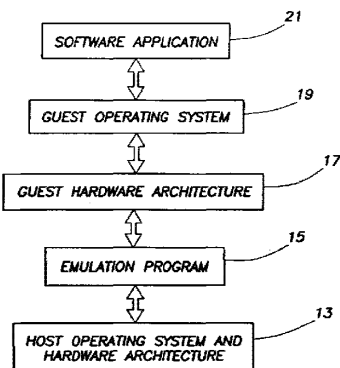 21
SOFTWARE APPLICATION
19
GUEST OPERATING SYSTEM
17
GUEST HARDWARE ARCHITECTURE
15
EMULATION PROGRAM
13
HOST OPERATING SYSTEM AND
HARDWARE ARCHITECTURE